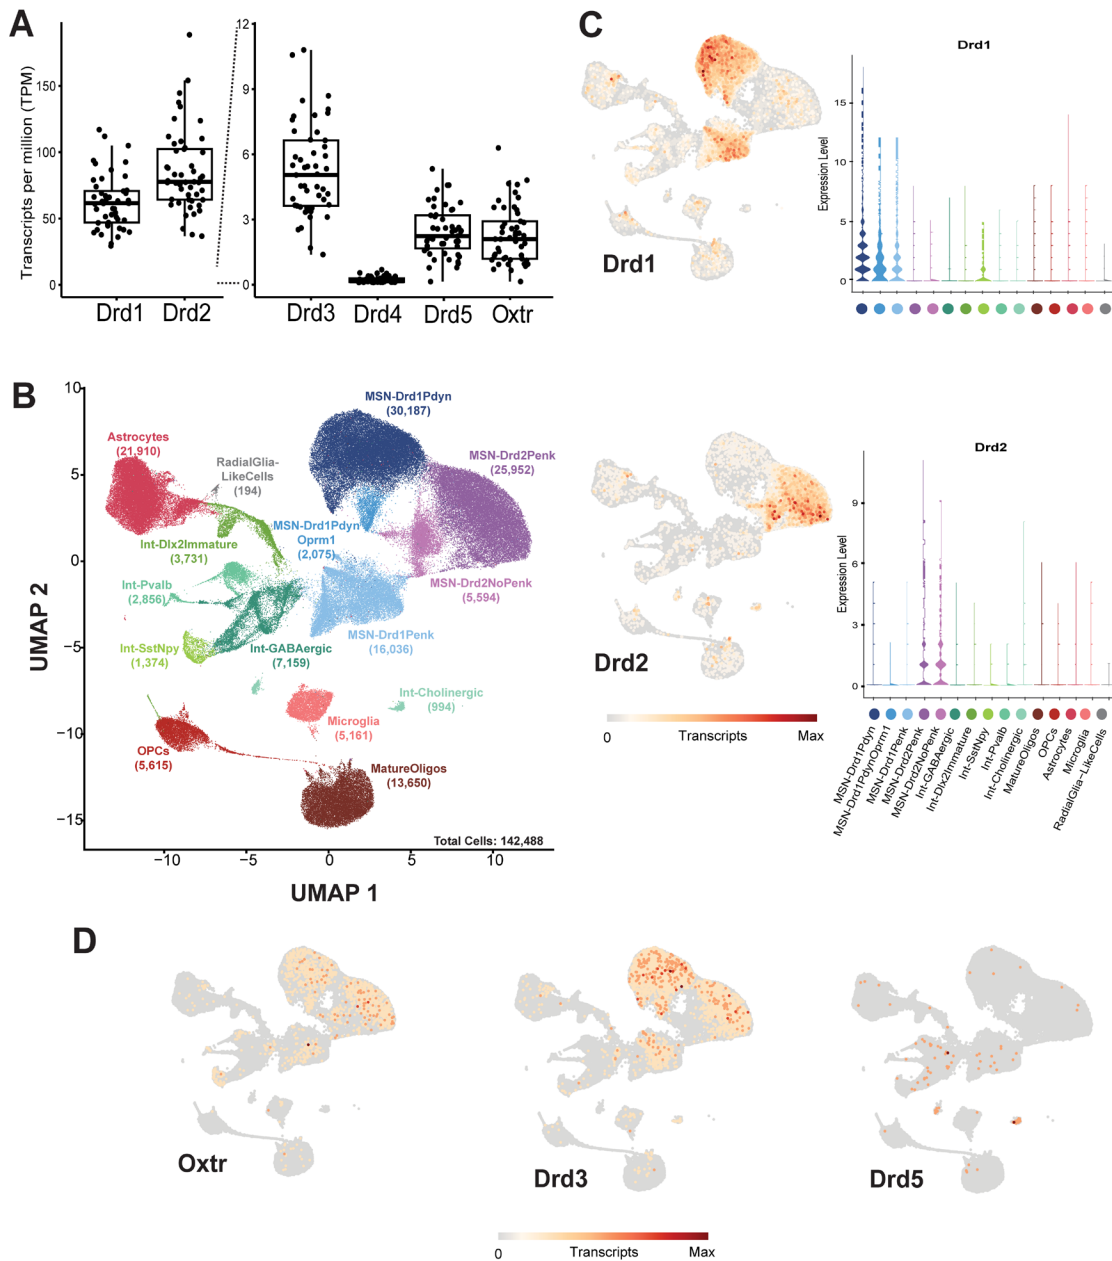 A
Transcripts per million (TPM)
150
100
50
0
12
9
6
3
0
Drd1
Drd2
Drd3
Drd4
Drd5
Oxtr
C
Drd1
Drd1
Expression Level
15
10
5
0
B
UMAP 2
10
5
0
−5
−10
−15
MSN-Drd1Pdyn
(30,187)
Astrocytes
(21,910)
RadialGlia-
LikeCells
(194)
MSN-Drd2Penk
(25,952)
MSN-Drd1Pdyn
Oprm1
(2,075)
Int-Dlx2Immature
(3,731)
Int-Pvalb
(2,856)
MSN-Drd2NoPenk
(5,594)
Int-SstNpy
(1,374)
Int-GABAergic
(7,159)
MSN-Drd1Penk
(16,036)
Int-Cholinergic
(994)
Microglia
(5,161)
OPCs
(5,615)
MatureOligos
(13,650)
Total Cells: 142,488
−10
−5
0
5
10
UMAP 1
Drd2
Drd2
Expression Level
9
6
3
0
0
Transcripts
Max
MSN-Drd1Pdyn
MSN-Drd1PdynOprm1
MSN-Drd1Penk
MSN-Drd2Penk
MSN-Drd2NoPenk
Int-GABAergic
Int-Dlx2Immature
Int-SstNpy
Int-Pvalb
Int-Cholinergic
MatureOligos
OPCs
Astrocytes
Microglia
RadialGlia−LikeCells
D
Oxtr
Drd3
Drd5
0
Transcripts
Max